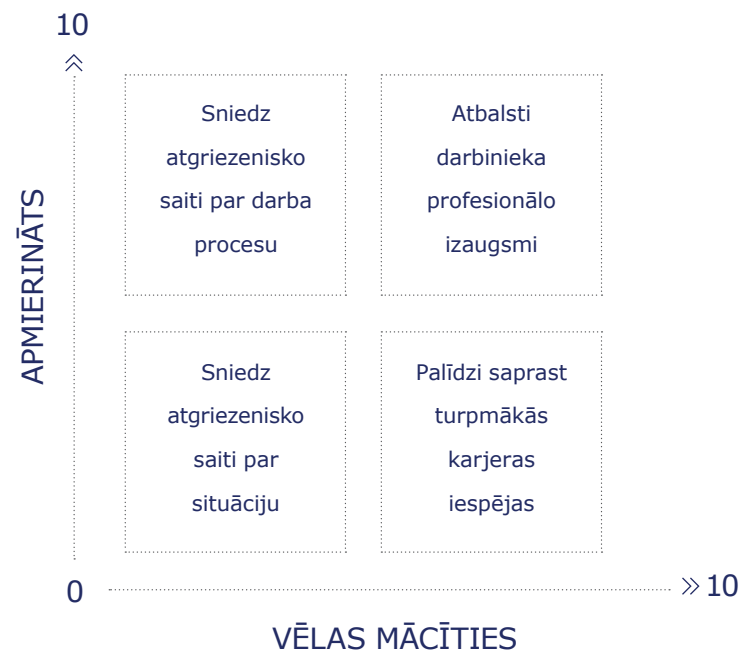 10
Sniedz
atgriezenisko
saiti par darba
procesu
Atbalsti
darbinieka
profesionālo
izaugsmi
APMIERINĀTS
Sniedz
atgriezenisko
saiti par
situāciju
Palīdzi saprast
turpmākās
karjeras
iespējas
0
10
VĒLAS MĀCĪTIES